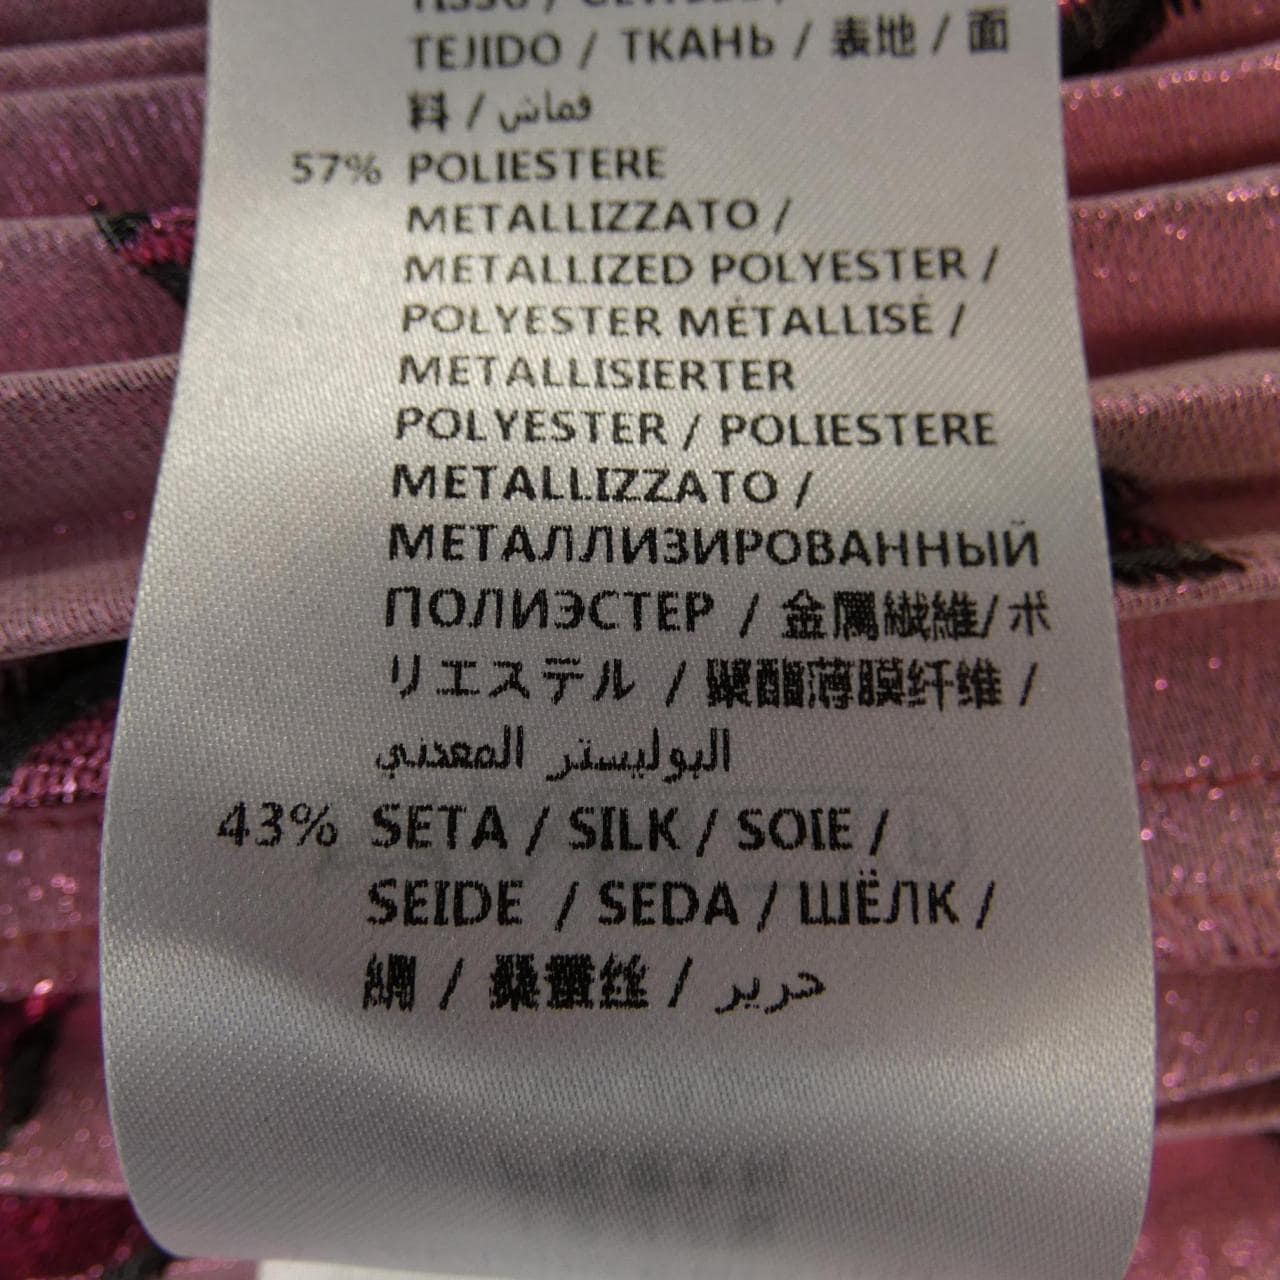 TEJIDO / ТКАНЬ / 表地 / 面
料 / قماش
57% POLIESTERE
METALLIZZATO /
METALLIZED POLYESTER /
POLYESTER MÉTALLISÉ /
METALLISIERTER
POLYESTER / POLIESTERE
METALLIZZATO /
МЕТАЛЛИЗИРОВАННЫЙ
ПОЛИЭСТЕР / 金属繊維/ ポ
リエステル / 聚酯薄膜纤维 /
البوليستر المعدني
43% SETA / SILK / SOIE /
SEIDE / SEDA / ШЁЛК /
絹 / 桑蚕丝 / حرير